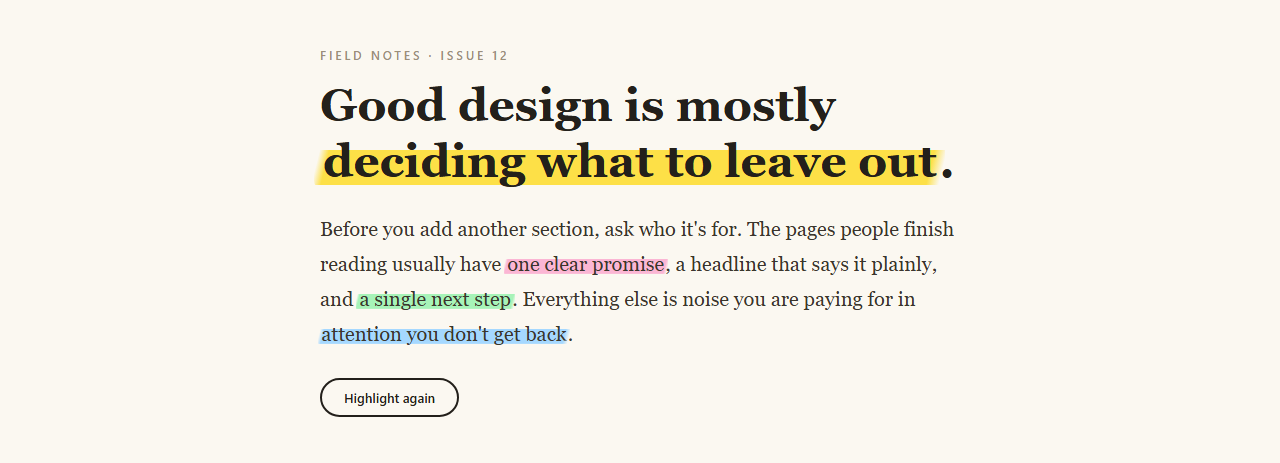 FIELD NOTES · ISSUE 12
Good design is mostly
deciding what to leave out.
Before you add another section, ask who it's for. The pages people finish
reading usually have one clear promise, a headline that says it plainly,
and a single next step. Everything else is noise you are paying for in
attention you don't get back.
Highlight again